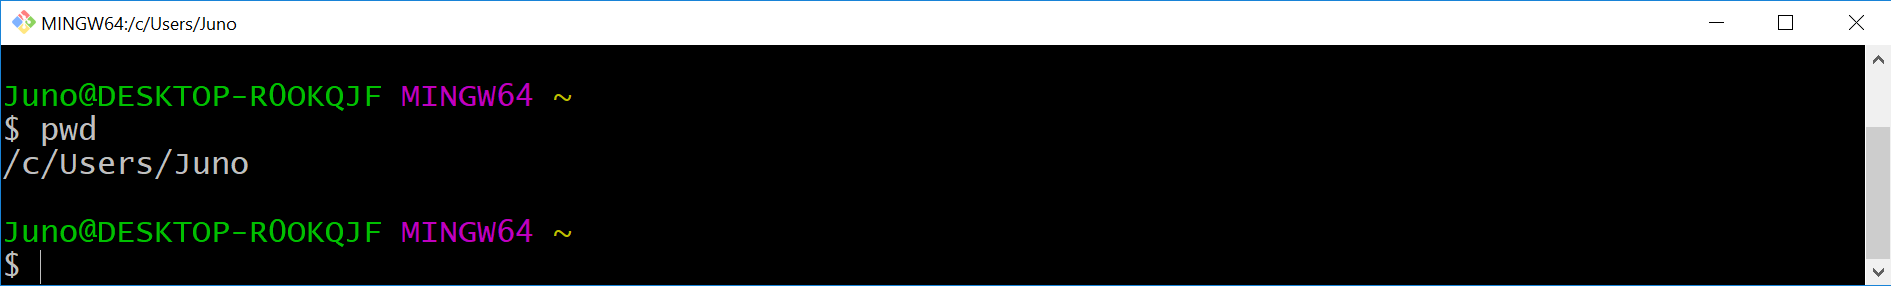 MINGW64:/c/Users/Juno
Juno@DESKTOP-R0OKQJF MINGW64 ~
$ pwd
/c/Users/Juno
Juno@DESKTOP-R0OKQJF MINGW64 ~
$